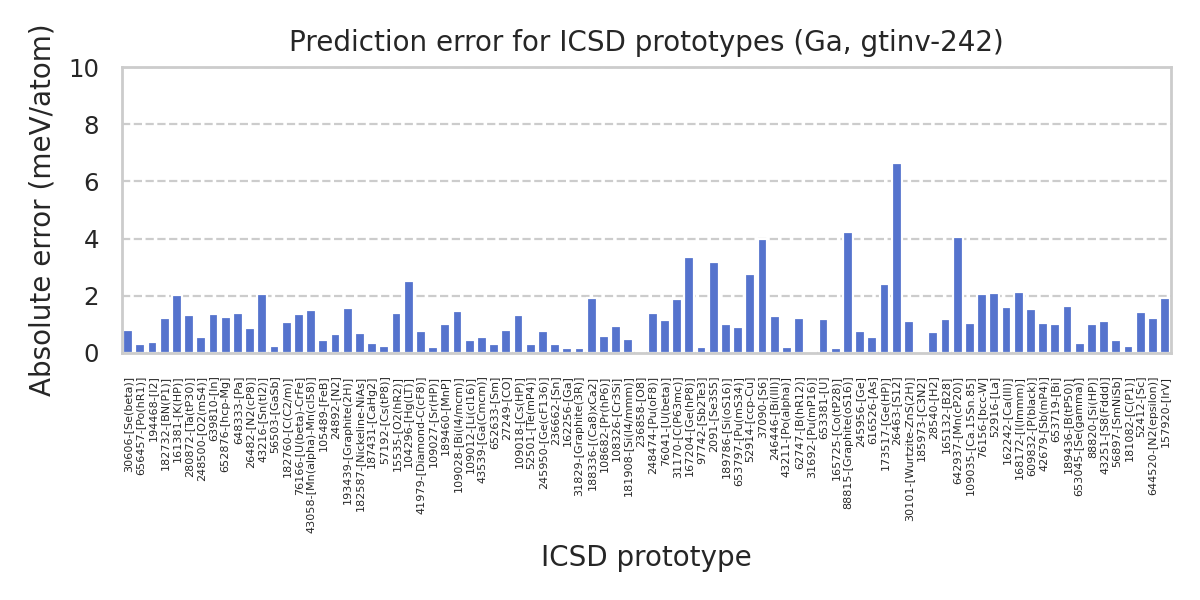 Prediction error for ICSD prototypes (Ga, gtinv-242)
Absolute error (meV/atom)
10
8
6
4
2
0
30606-[Se(beta)]
656457-[Po(hR1)]
194468-[I2]
182732-[BN(P1)]
16381-[K(HP)]
280872-[Ta(tP30)]
248500-[O2(mS4)]
639810-[In]
652876-[hcp-Mg]
648333-[Pa]
26482-[N2(cP8)]
43216-[Sn(tI2)]
56503-[GaSb]
182760-[C(C2/m)]
76166-[U(beta)-CrFe]
43058-[Mn(alpha)-Mn(cI58)]
105489-[FeB]
24892-[N2]
193439-[Graphite(2H)]
182587-[Nickeline-NiAs]
187431-[CaHg2]
57192-[Cs(tP8)]
15535-[O2(hR2)]
104296-[Hg(LT)]
41979-[Diamond-C(cF8)]
109027-[Sr(HP)]
189460-[MnP]
109028-[Bi(I4/mcm)]
109012-[Li(cI16)]
43539-[Ga(Cmcm)]
652633-[Sm]
27249-[CO]
109018-[Cs(HP)]
52501-[Te(mP4)]
245950-[Ge(cF136)]
236662-[Sn]
162256-[Ga]
31829-[Graphite(3R)]
188336-[(Ca8)xCa2]
108682-[Pr(hP6)]
108326-[Cr3Si]
181908-[Si(I4/mmm)]
236858-[O8]
248474-[Pu(oF8)]
76041-[U(beta)]
31170-[C(P63mc)]
167204-[Ge(hP8)]
97742-[Sb2Te3]
2091-[Se3S5]
189786-[Si(oS16)]
653797-[Pu(mS34)]
52914-[ccp-Cu]
37090-[S6]
246446-[Bi(III)]
43211-[Po(alpha)]
62747-[B(hR12)]
31692-[Pu(mP16)]
653381-[U]
165725-[Co(tP28)]
88815-[Graphite(oS16)]
245956-[Ge]
616526-[As]
173517-[Ge(HP)]
26463-[S12]
30101-[Wurtzite-ZnS(2H)]
185973-[C3N2]
28540-[H2]
165132-[B28]
642937-[Mn(cP20)]
109035-[Ca.15Sn.85]
76156-[bcc-W]
52916-[La]
162242-[Ca(III)]
168172-[I(Immm)]
609832-[P(black)]
42679-[Sb(mP4)]
653719-[Bi]
189436-[B(tP50)]
653045-[Se(gamma)]
88820-[Si(HP)]
43251-[S8(Fddd)]
56897-[SmNiSb]
181082-[C(P1)]
52412-[Sc]
644520-[N2(epsilon)]
157920-[IrV]
ICSD prototype